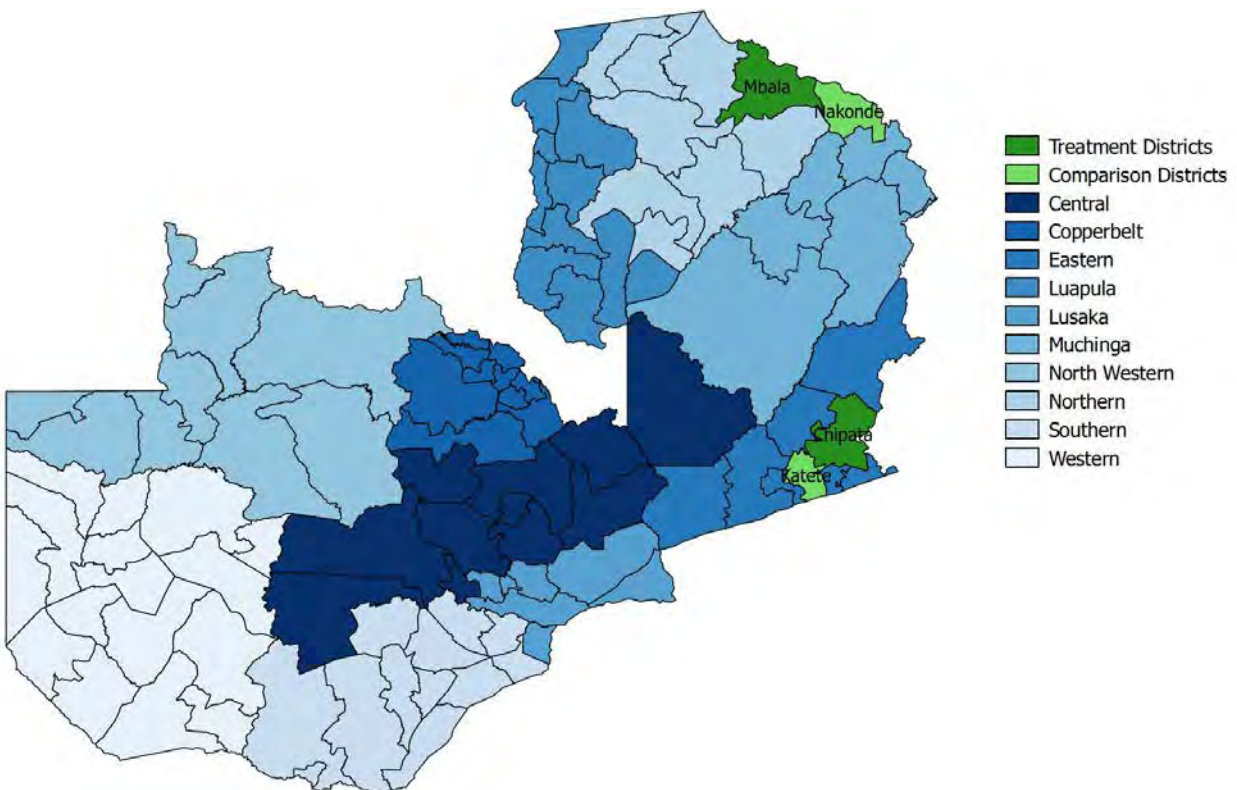 Mbala
Nakonde
Chipata
Katete
Treatment Districts
Comparison Districts
Central
Copperbelt
Eastern
Luapula
Lusaka
Muchinga
North Western
Northern
Southern
Western